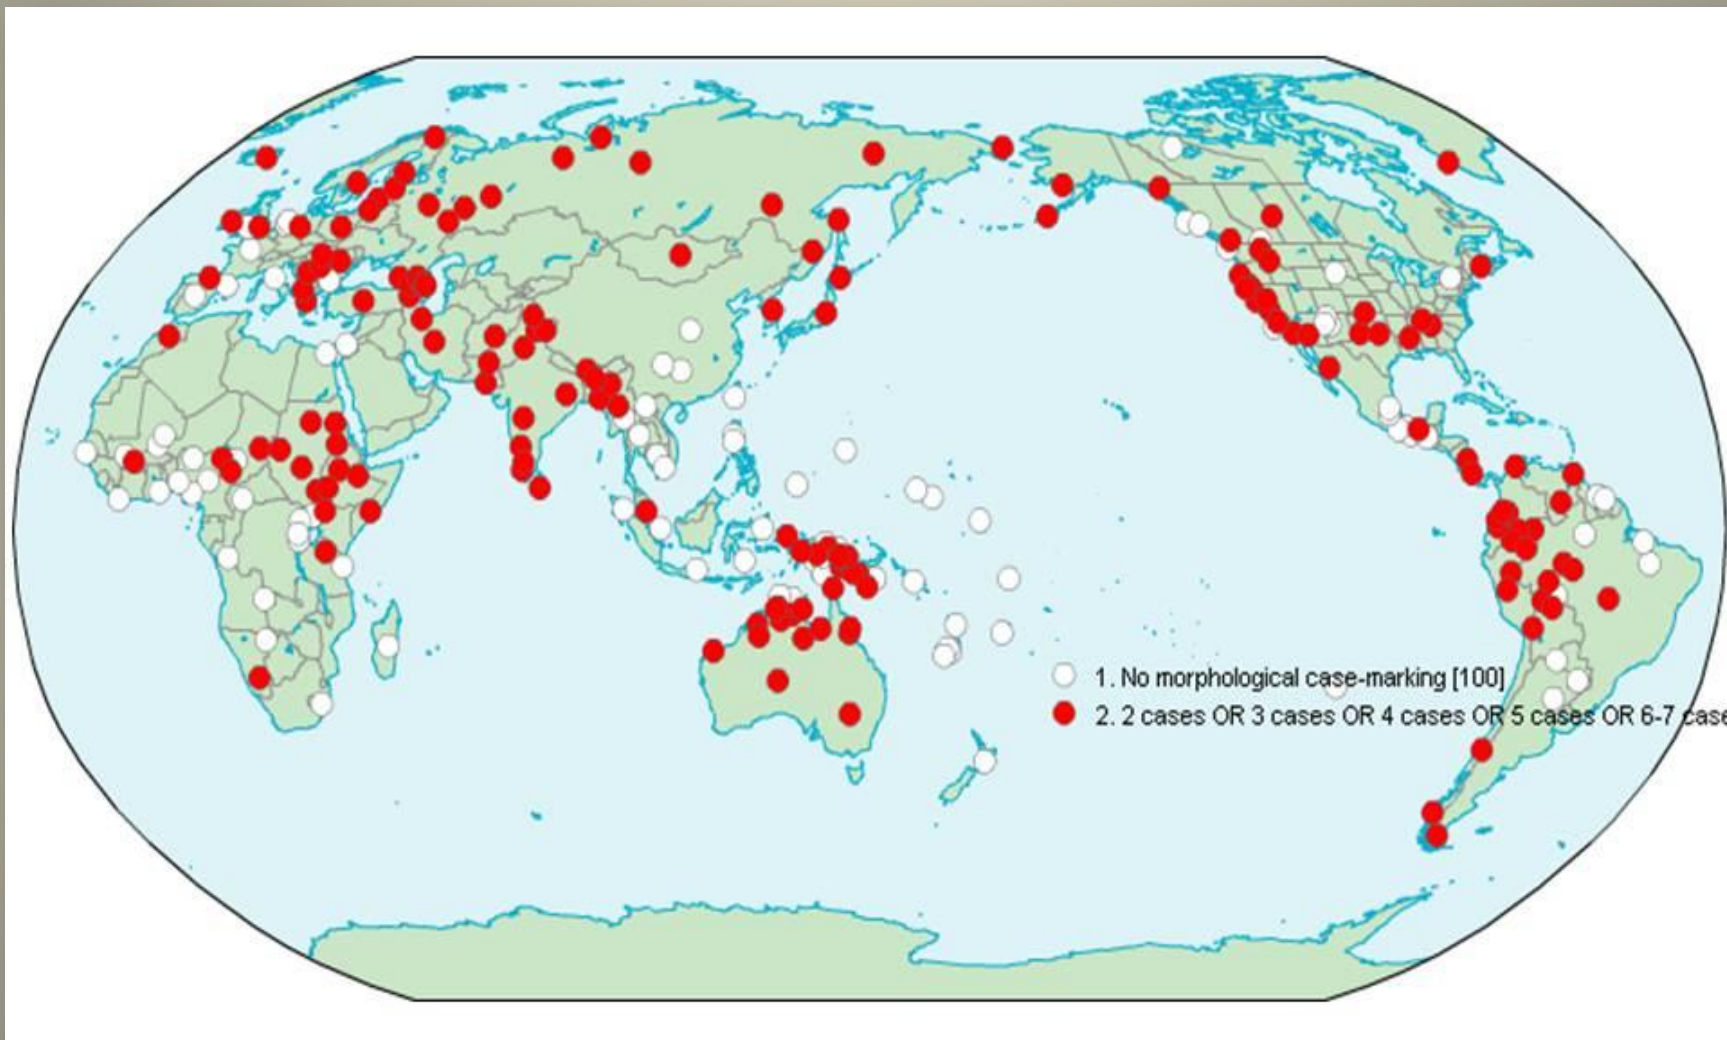 1. No morphological case-marking [100]
2. 2 cases OR 3 cases OR 4 cases OR 5 cases OR 6-7 case